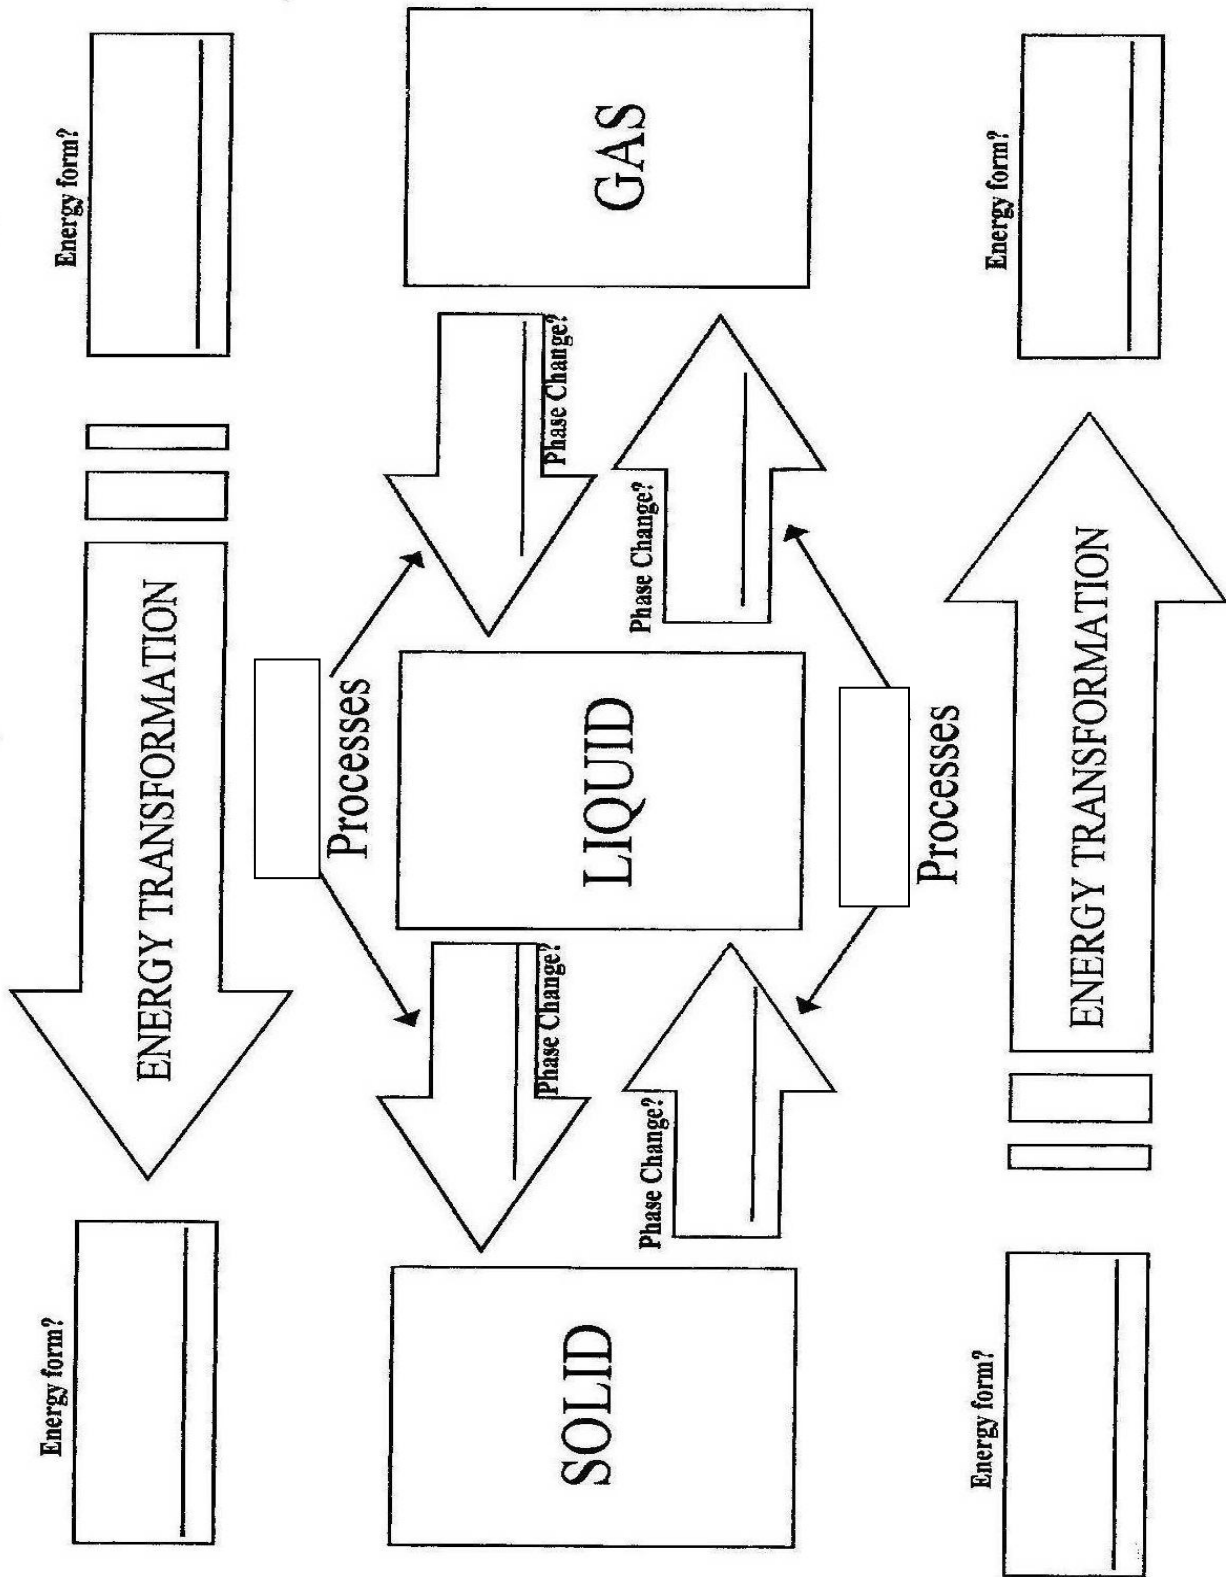 Energy form?
Energy form?
ENERGY TRANSFORMATION
Processes
Phase Change?
Phase Change?
SOLID
LIQUID
GAS
Phase Change?
Phase Change?
Processes
Energy form?
Energy form?
ENERGY TRANSFORMATION